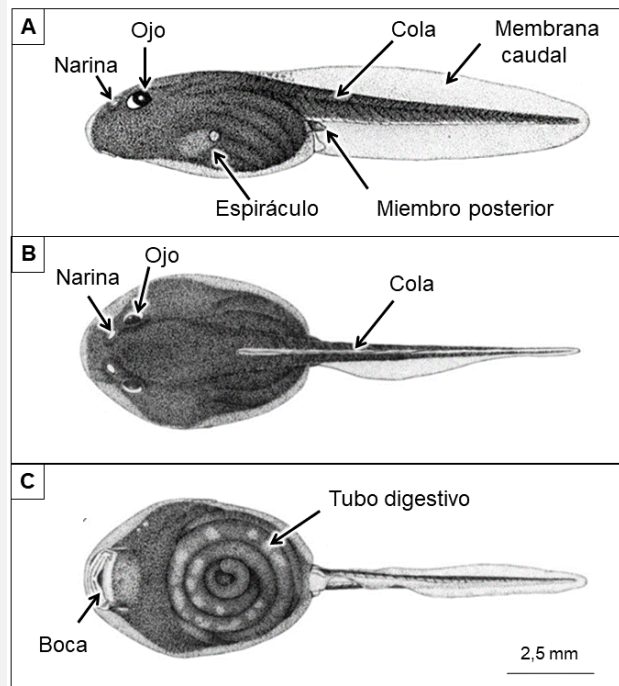 A
Ojo
Narina
Cola
Membrana
caudal
Espiráculo
Miembro posterior
B
Ojo
Narina
Cola
C
Tubo digestivo
Boca
2,5 mm